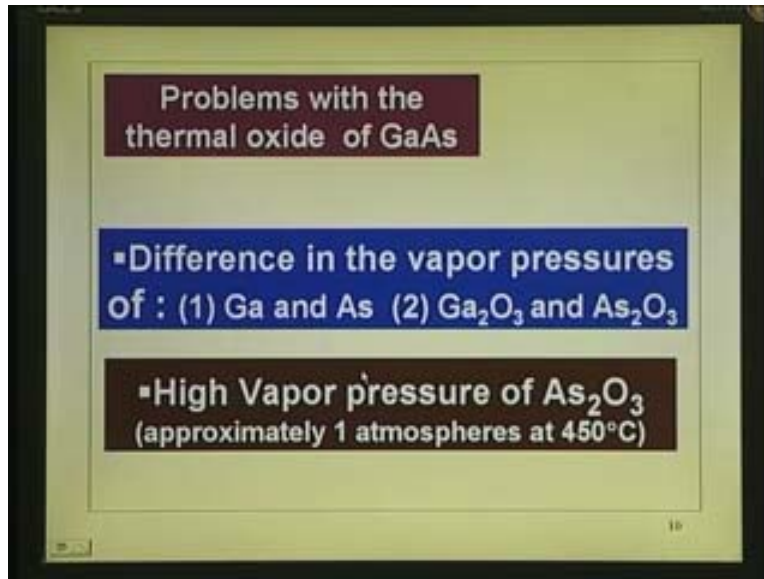 Problems with the
thermal oxide of GaAs
▪Difference in the vapor pressures
of : (1) Ga and As (2) Ga₂O₃ and As₂O₃
▪High Vapor pressure of As₂O₃
(approximately 1 atmospheres at 450°C)
10